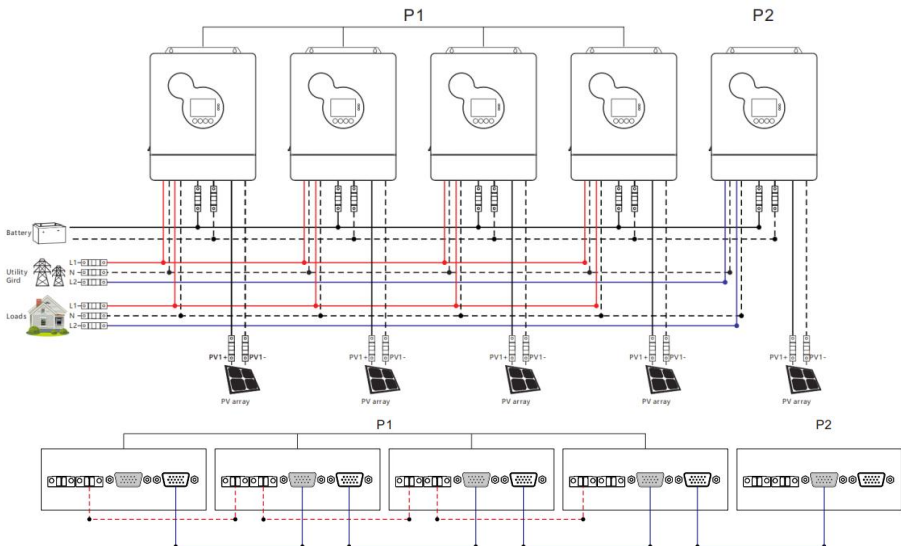 P1 P2
Battery
Utility
Gird
L1
N
L2
Loads
L1
N
L2
PV1+ PV1- PV1+ PV1- PV1+ PV1- PV1+ PV1- PV1+ PV1-
PV array PV array PV array PV array PV array
P1 P2